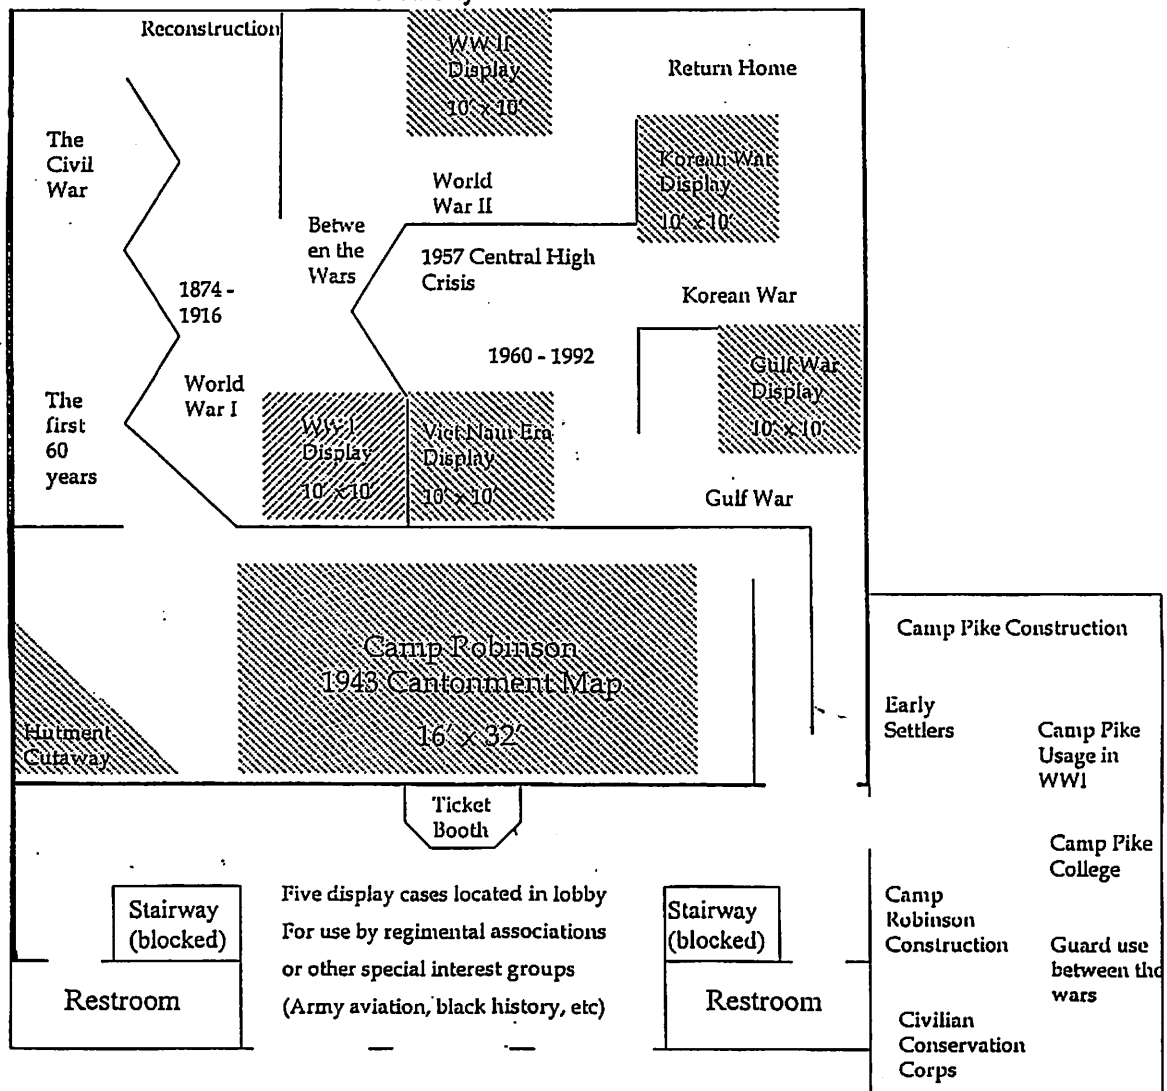 Reconstruction
WW II
Display
10' x 10'
Return Home
The
Civil
War
Korean War
Display
10' x 10'
World
War II
Betwe
en the
Wars
1957 Central High
Crisis
1874 -
1916
Korean War
1960 - 1992
Gulf War
Display
10' x 10'
World
War I
The
first
60
years
WW I
Display
10' x 10'
Viet Nam Era
Display
10' x 10'
Gulf War
Camp Robinson
1943 Cantonment Map
16' x 32'
Hutment
Cutaway
Ticket
Booth
Stairway
(blocked)
Five display cases located in lobby
For use by regimental associations
or other special interest groups
(Army aviation, black history, etc)
Stairway
(blocked)
Restroom
Restroom
Camp Pike Construction
Early
Settlers
Camp Pike
Usage in
WWI
Camp Pike
College
Camp
Robinson
Construction
Guard use
between the
wars
Civilian
Conservation
Corps